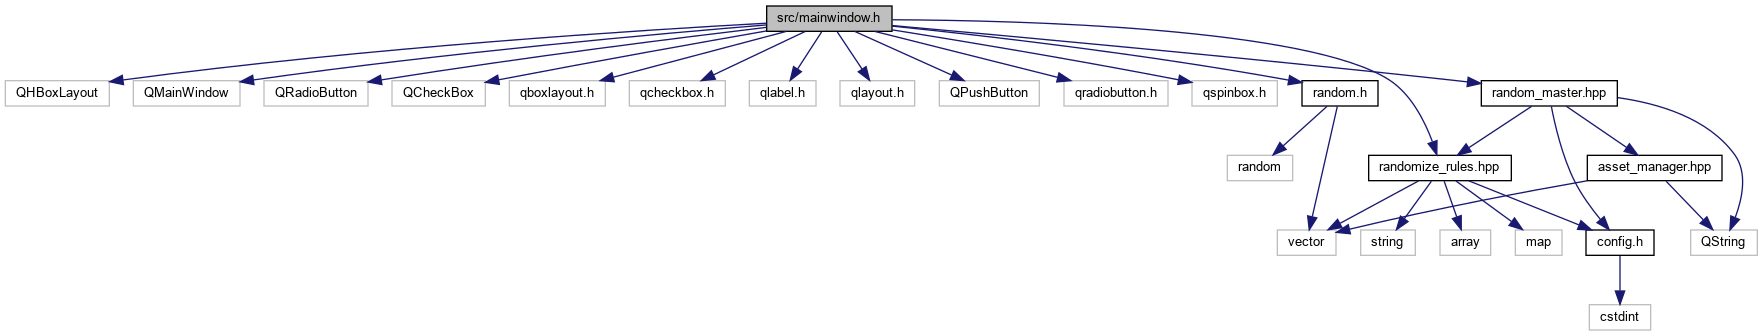 src/mainwindow.h
QHBoxLayout
QMainWindow
QRadioButton
QCheckBox
qboxlayout.h
qcheckbox.h
qlabel.h
qlayout.h
QPushButton
qradiobutton.h
qspinbox.h
random.h
random_master.hpp
random
randomize_rules.hpp
asset_manager.hpp
vector
string
array
map
config.h
QString
cstdint